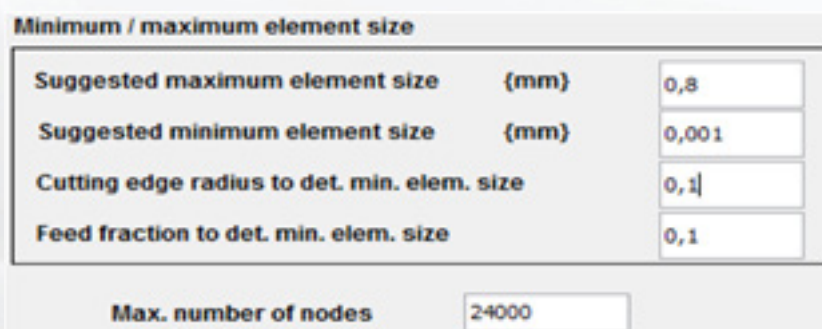 Minimum / maximum element size
Suggested maximum element size {mm} 0,8
Suggested minimum element size {mm} 0,001
Cutting edge radius to det. min. elem. size 0,1
Feed fraction to det. min. elem. size 0,1
Max. number of nodes 24000